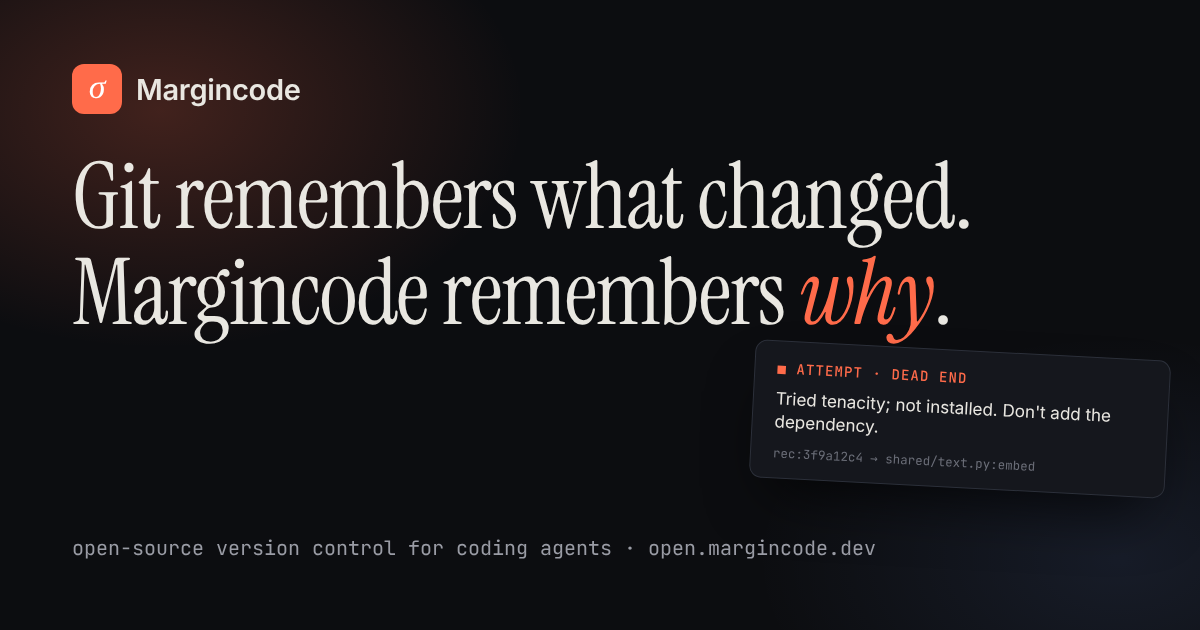 σ Margincode
Git remembers what changed.
Margincode remembers why.
■ ATTEMPT · DEAD END
Tried tenacity; not installed. Don't add the
dependency.
rec:3f9a12c4 → shared/text.py:embed
open-source version control for coding agents · open.margincode.dev